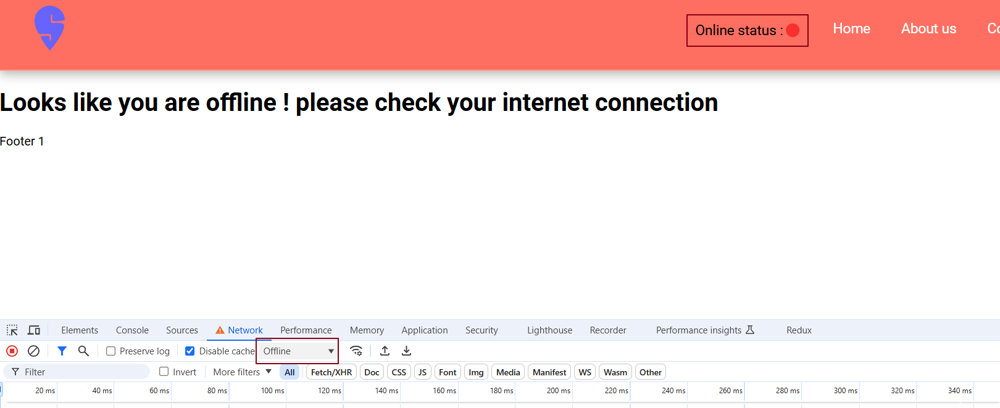 Online status : Home About us Co
Looks like you are offline ! please check your internet connection
Footer 1
Elements Console Sources Network Performance Memory Application Security Lighthouse Recorder Performance insights Redux
Preserve log Disable cache Offline
Filter Invert More filters All Fetch/XHR Doc CSS JS Font Img Media Manifest WS Wasm Other
20 ms 40 ms 60 ms 80 ms 100 ms 120 ms 140 ms 160 ms 180 ms 200 ms 220 ms 240 ms 260 ms 280 ms 300 ms 320 ms 340 ms